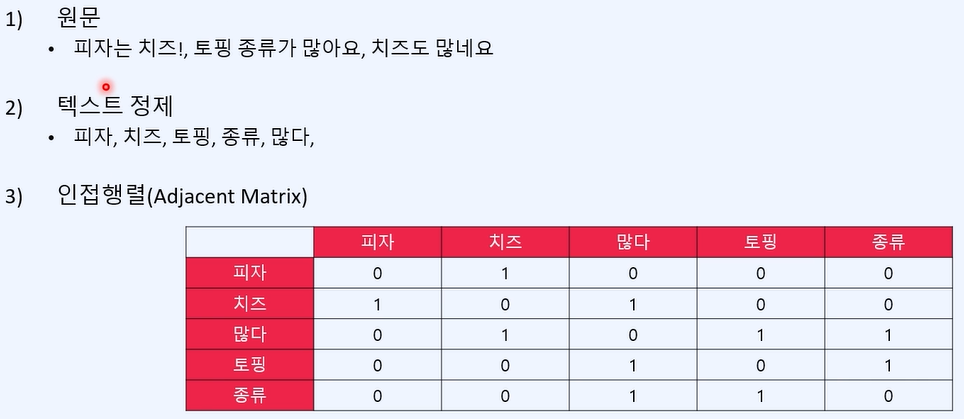 1) 원문
• 피자는 치즈!, 토핑 종류가 많아요, 치즈도 많네요
2) 텍스트 정제
• 피자, 치즈, 토핑, 종류, 많다,
3) 인접행렬(Adjacent Matrix)
피자 치즈 많다 토핑 종류
피자 0 1 0 0 0
치즈 1 0 1 0 0
많다 0 1 0 1 1
토핑 0 0 1 0 1
종류 0 0 1 1 0